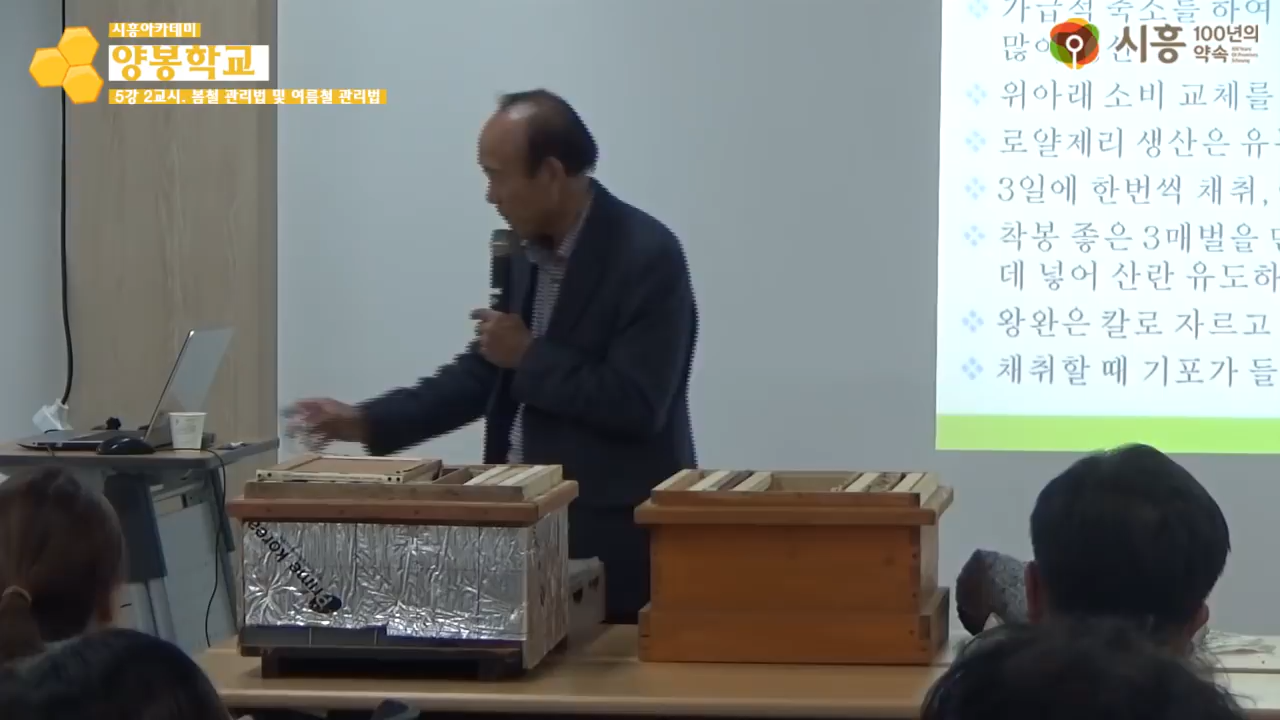 시흥아카데미
양봉학교
5강 2교시. 봄철 관리법 및 여름철 관리법
시흥 100년의 약속
가급적 축소를 하여
많이
산
위아래 소비 교체를
로얄제리 생산은 유
3일에 한번씩 채취,
착봉 좋은 3매벌을
데 넣어 산란 유도하
왕완은 칼로 자르고
채취할 때 기포가 들
korea